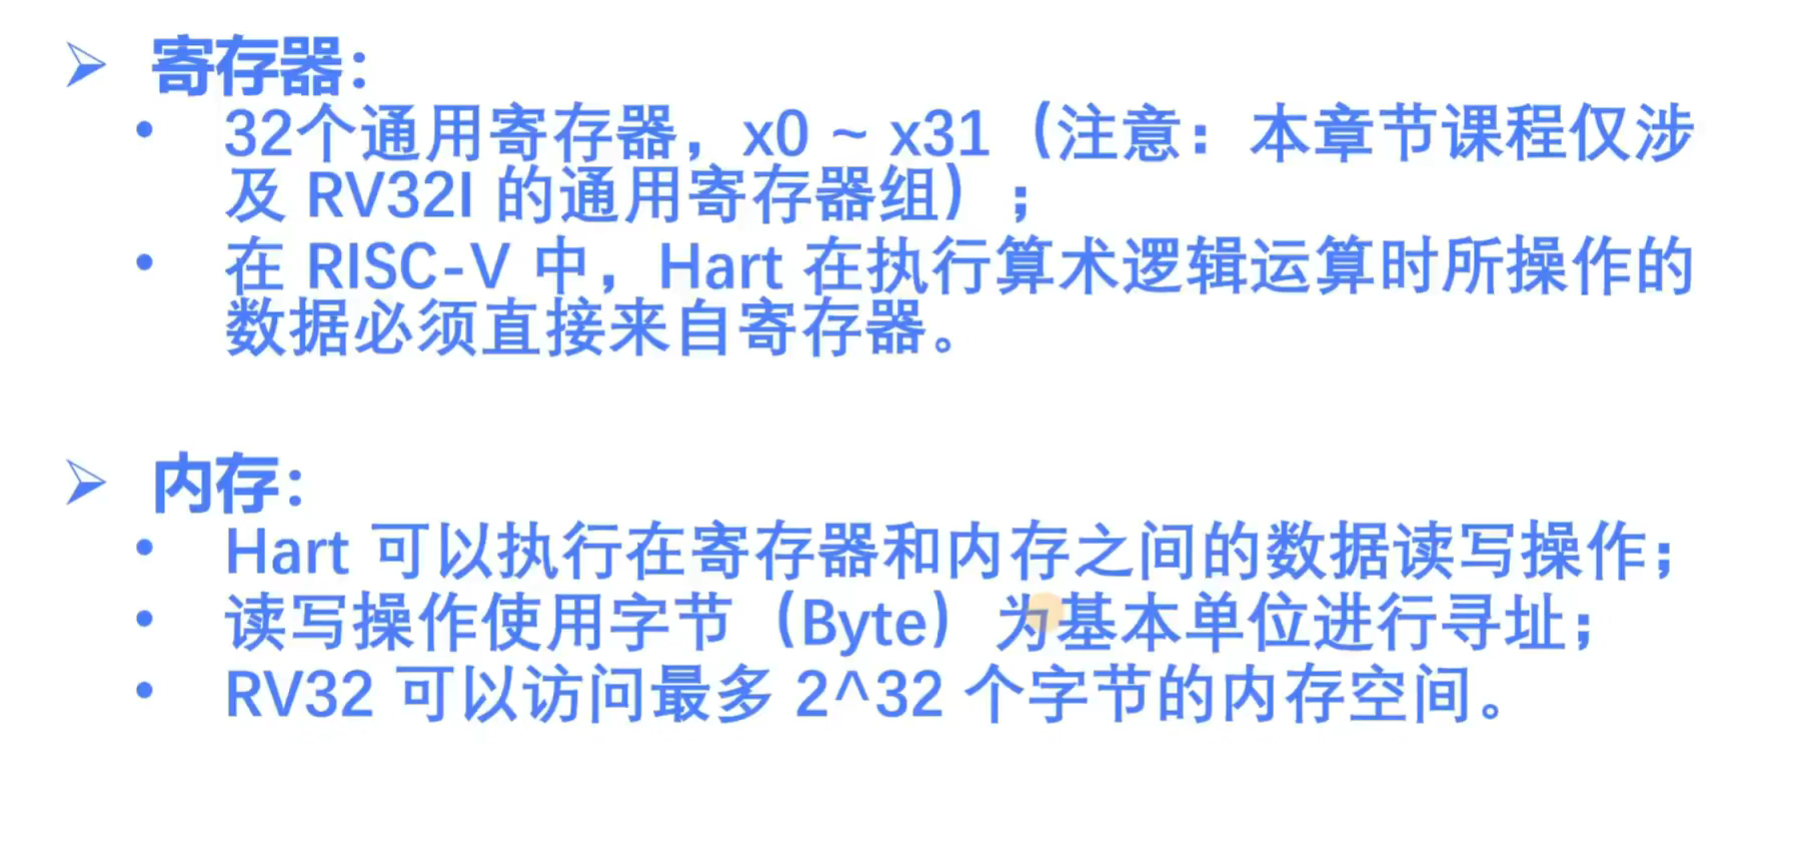 寄存器：
32个通用寄存器，x0 ~ x31（注意：本章节课程仅涉
及 RV32I 的通用寄存器组）；
在 RISC-V 中，Hart 在执行算术逻辑运算时所操作的
数据必须直接来自寄存器。
内存：
Hart 可以执行在寄存器和内存之间的数据读写操作；
读写操作使用字节（Byte）为基本单位进行寻址；
RV32 可以访问最多 2^32 个字节的内存空间。